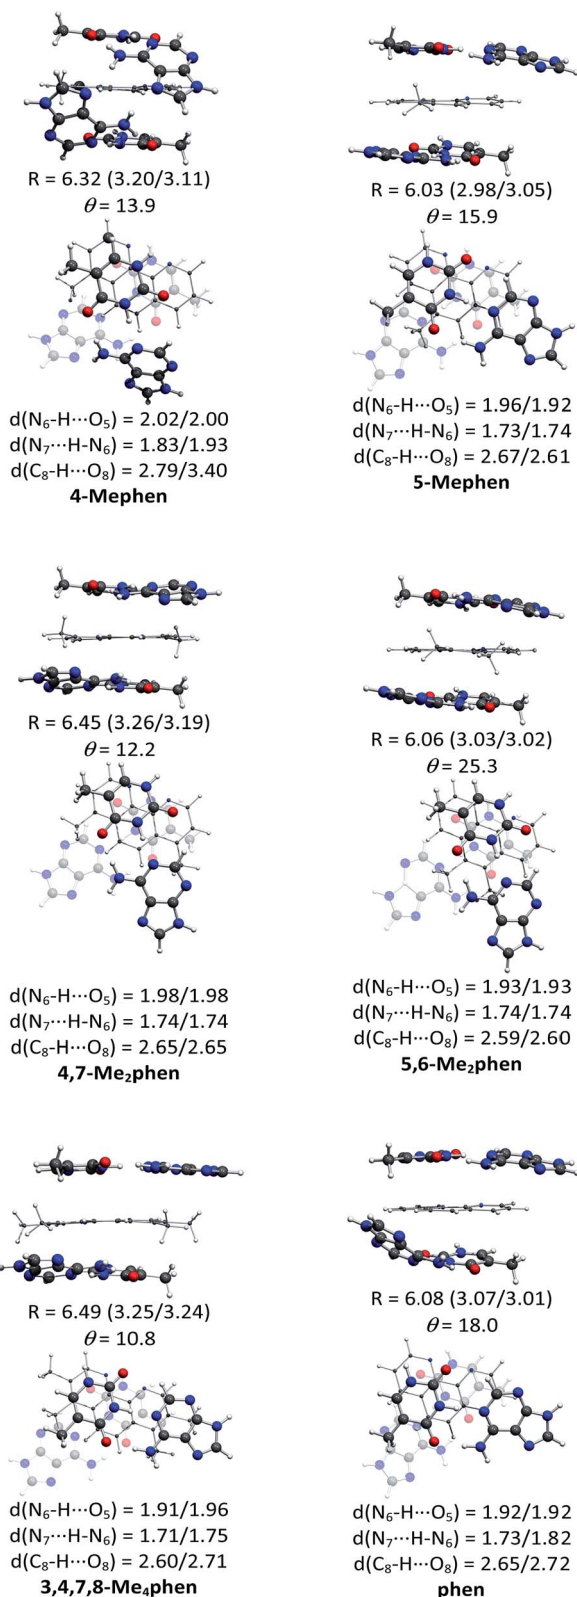 R = 6.32 (3.20/3.11)
θ = 13.9
d(N₆-H···O₅) = 2.02/2.00
d(N₇···H-N₆) = 1.83/1.93
d(C₈-H···O₈) = 2.79/3.40
4-Mephen
R = 6.03 (2.98/3.05)
θ = 15.9
d(N₆-H···O₅) = 1.96/1.92
d(N₇···H-N₆) = 1.73/1.74
d(C₈-H···O₈) = 2.67/2.61
5-Mephen
R = 6.45 (3.26/3.19)
θ = 12.2
d(N₆-H···O₅) = 1.98/1.98
d(N₇···H-N₆) = 1.74/1.74
d(C₈-H···O₈) = 2.65/2.65
4,7-Me₂phen
R = 6.06 (3.03/3.02)
θ = 25.3
d(N₆-H···O₅) = 1.93/1.93
d(N₇···H-N₆) = 1.74/1.74
d(C₈-H···O₈) = 2.59/2.60
5,6-Me₂phen
R = 6.49 (3.25/3.24)
θ = 10.8
d(N₆-H···O₅) = 1.91/1.96
d(N₇···H-N₆) = 1.71/1.75
d(C₈-H···O₈) = 2.60/2.71
3,4,7,8-Me₄phen
R = 6.08 (3.07/3.01)
θ = 18.0
d(N₆-H···O₅) = 1.92/1.92
d(N₇···H-N₆) = 1.73/1.82
d(C₈-H···O₈) = 2.65/2.72
phen